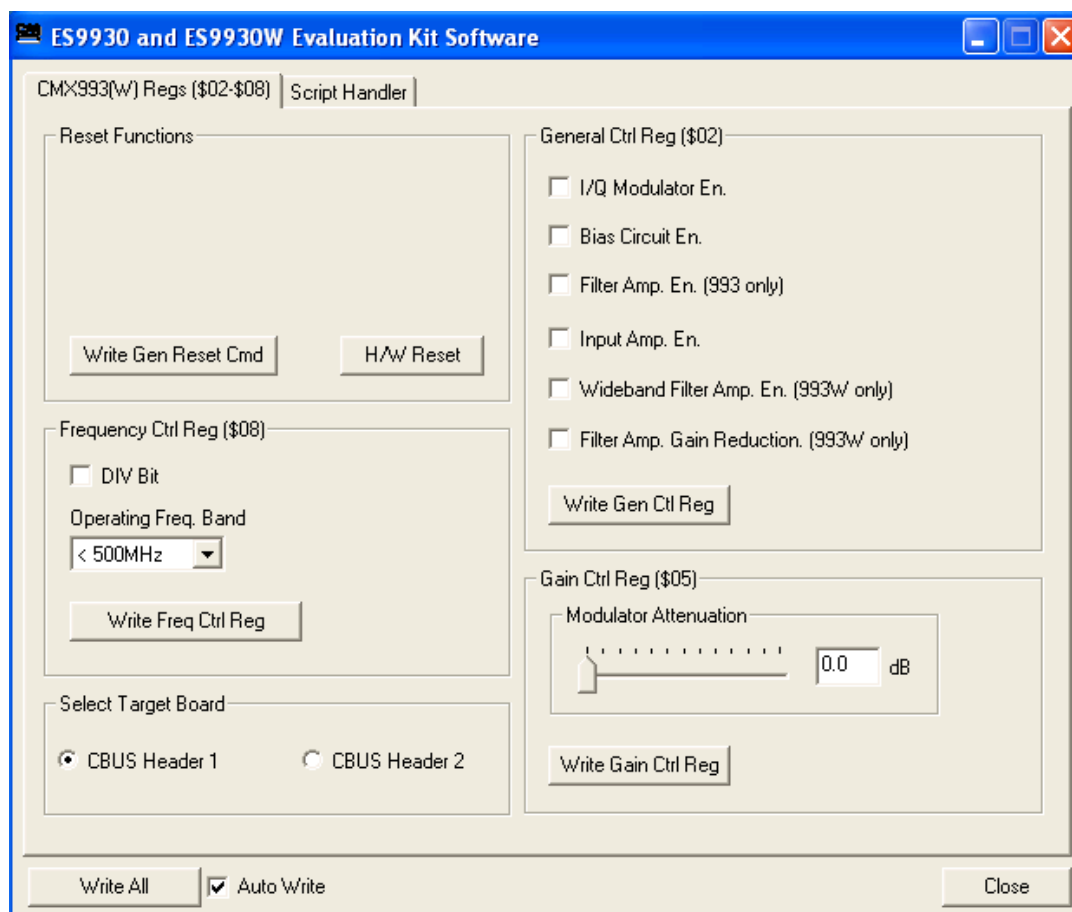 ES9930 and ES9930W Evaluation Kit Software
CMX993(W) Regs ($02-$08)
Script Handler
Reset Functions
Write Gen Reset Cmd
H/W Reset
Frequency Ctrl Reg ($08)
DIV Bit
Operating Freq. Band
< 500MHz
Write Freq Ctrl Reg
Select Target Board
CBUS Header 1
CBUS Header 2
General Ctrl Reg ($02)
I/Q Modulator En.
Bias Circuit En.
Filter Amp. En. (993 only)
Input Amp. En.
Wideband Filter Amp. En. (993W only)
Filter Amp. Gain Reduction. (993W only)
Write Gen Ctl Reg
Gain Ctrl Reg ($05)
Modulator Attenuation
0.0 dB
Write Gain Ctrl Reg
Write All
Auto Write
Close